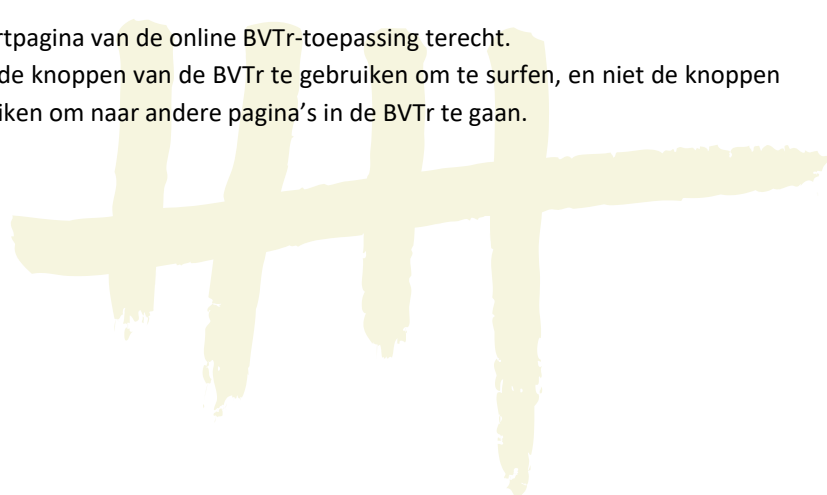 rtpagina van de online BVTr-toepassing terecht.
de knoppen van de BVTr te gebruiken om te surfen, en niet de knoppen
iken om naar andere pagina's in de BVTr te gaan.